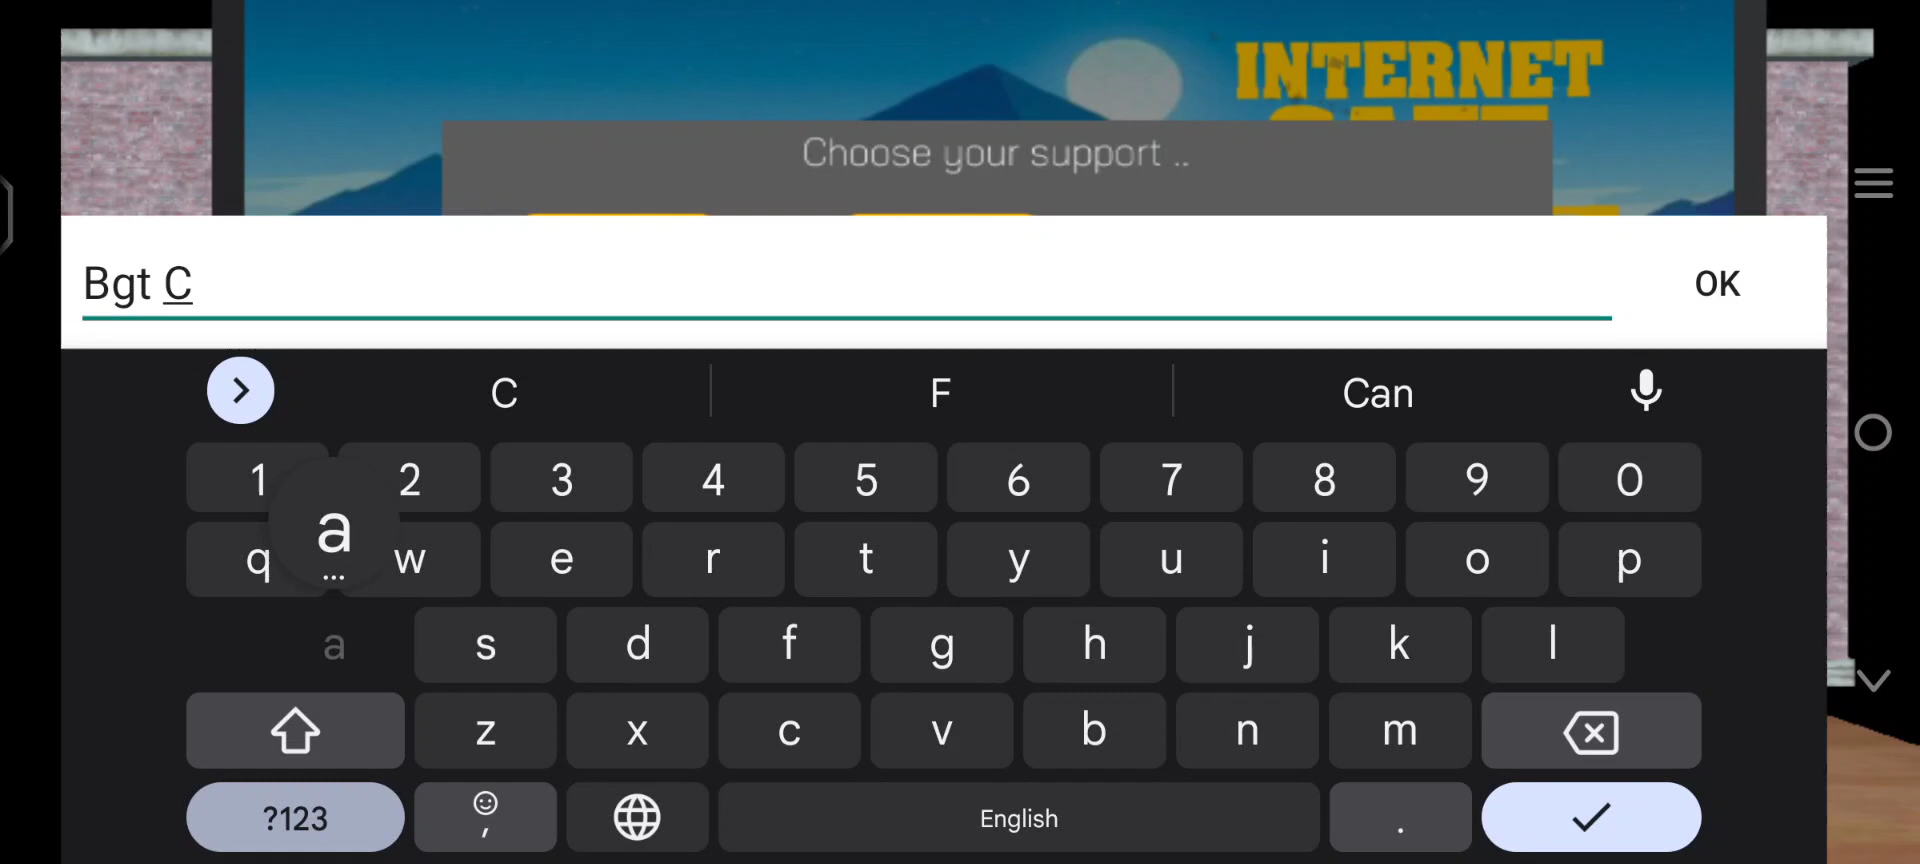 INTERNET
CAFE
Choose your support ..
Bgt C
OK
C F Can
1 2 3 4 5 6 7 8 9 0
a
q w e r t y u i o p
a s d f g h j k l
z x c v b n m
?123 , English .